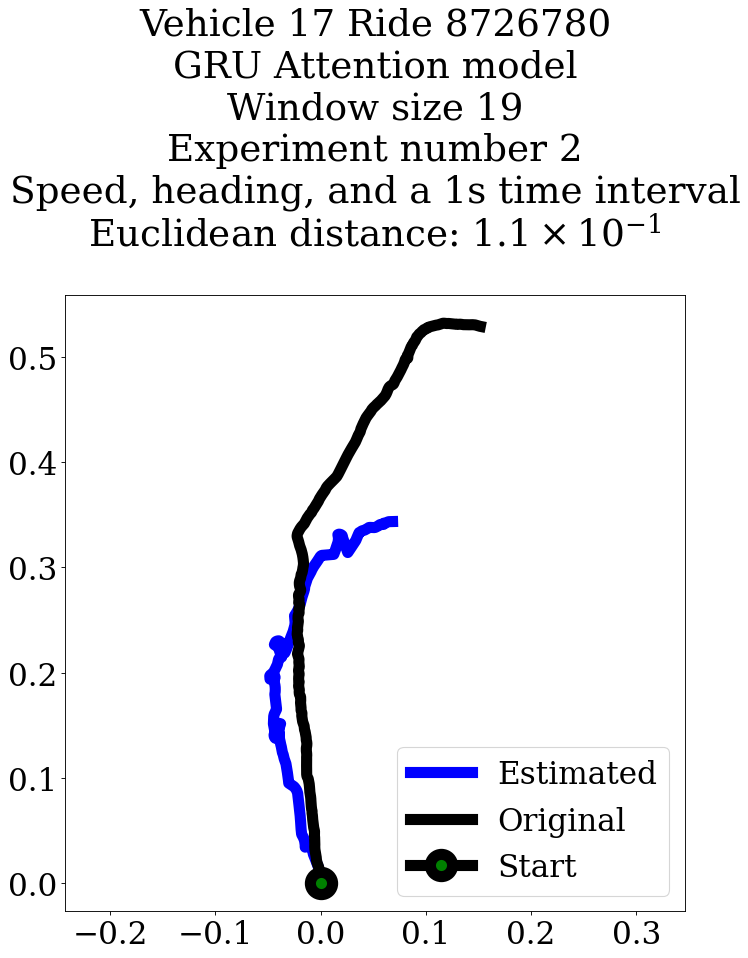 Vehicle 17 Ride 8726780
GRU Attention model
Window size 19
Experiment number 2
Speed, heading, and a 1s time interval
Euclidean distance: 1.1 × 10⁻¹
0.5
0.4
0.3
0.2
0.1
0.0
Estimated
Original
Start
−0.2 −0.1 0.0 0.1 0.2 0.3